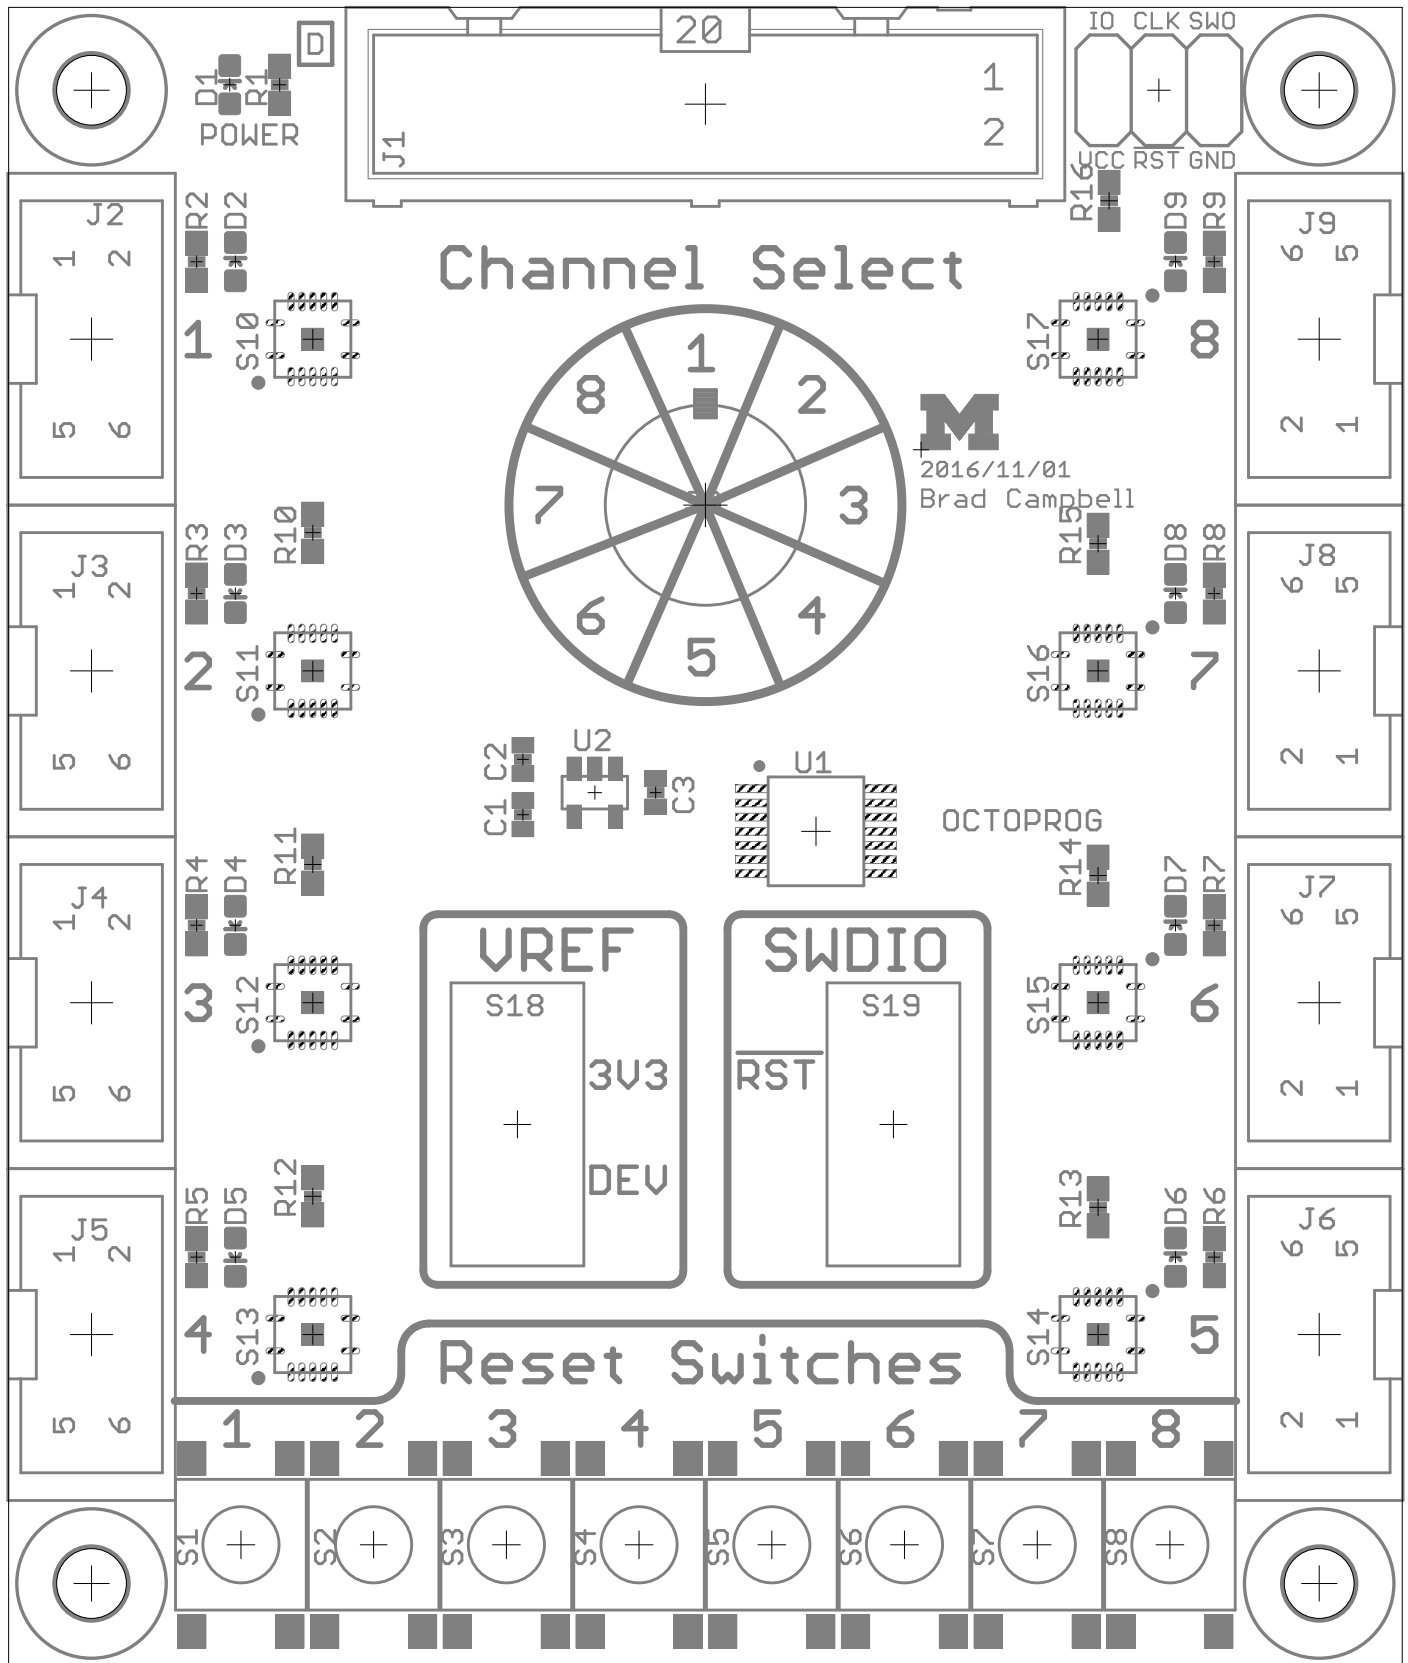 D
20
IO CLK SWO
D1
R1
POWER
J1
1
2
VCC RST GND
R16
J2
1 2
5 6
R2
D2
1
S10
Channel Select
1
2
3
4
5
6
7
8
D9
R9
J9
6 5
2 1
S17
8
M
2016/11/01
Brad Campbell
J3
1 2
5 6
R3
D3
R10
2
S11
R15
D8
R8
J8
6 5
2 1
S16
7
C2
C1
U2
C3
U1
OCTOPROG
J4
1 2
5 6
R4
D4
R11
3
S12
R14
D7
R7
J7
6 5
2 1
S15
6
VREF
S18
3V3
DEV
SWDIO
S19
RST
J5
1 2
5 6
R5
D5
R12
4
S13
R13
D6
R6
J6
6 5
2 1
S14
5
Reset Switches
1 2 3 4 5 6 7 8
S1 S2 S3 S4 S5 S6 S7 S8